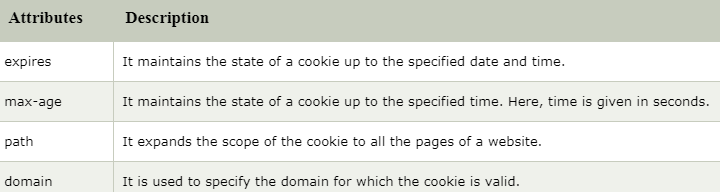 Attributes Description
expires It maintains the state of a cookie up to the specified date and time.
max-age It maintains the state of a cookie up to the specified time. Here, time is given in seconds.
path It expands the scope of the cookie to all the pages of a website.
domain It is used to specify the domain for which the cookie is valid.